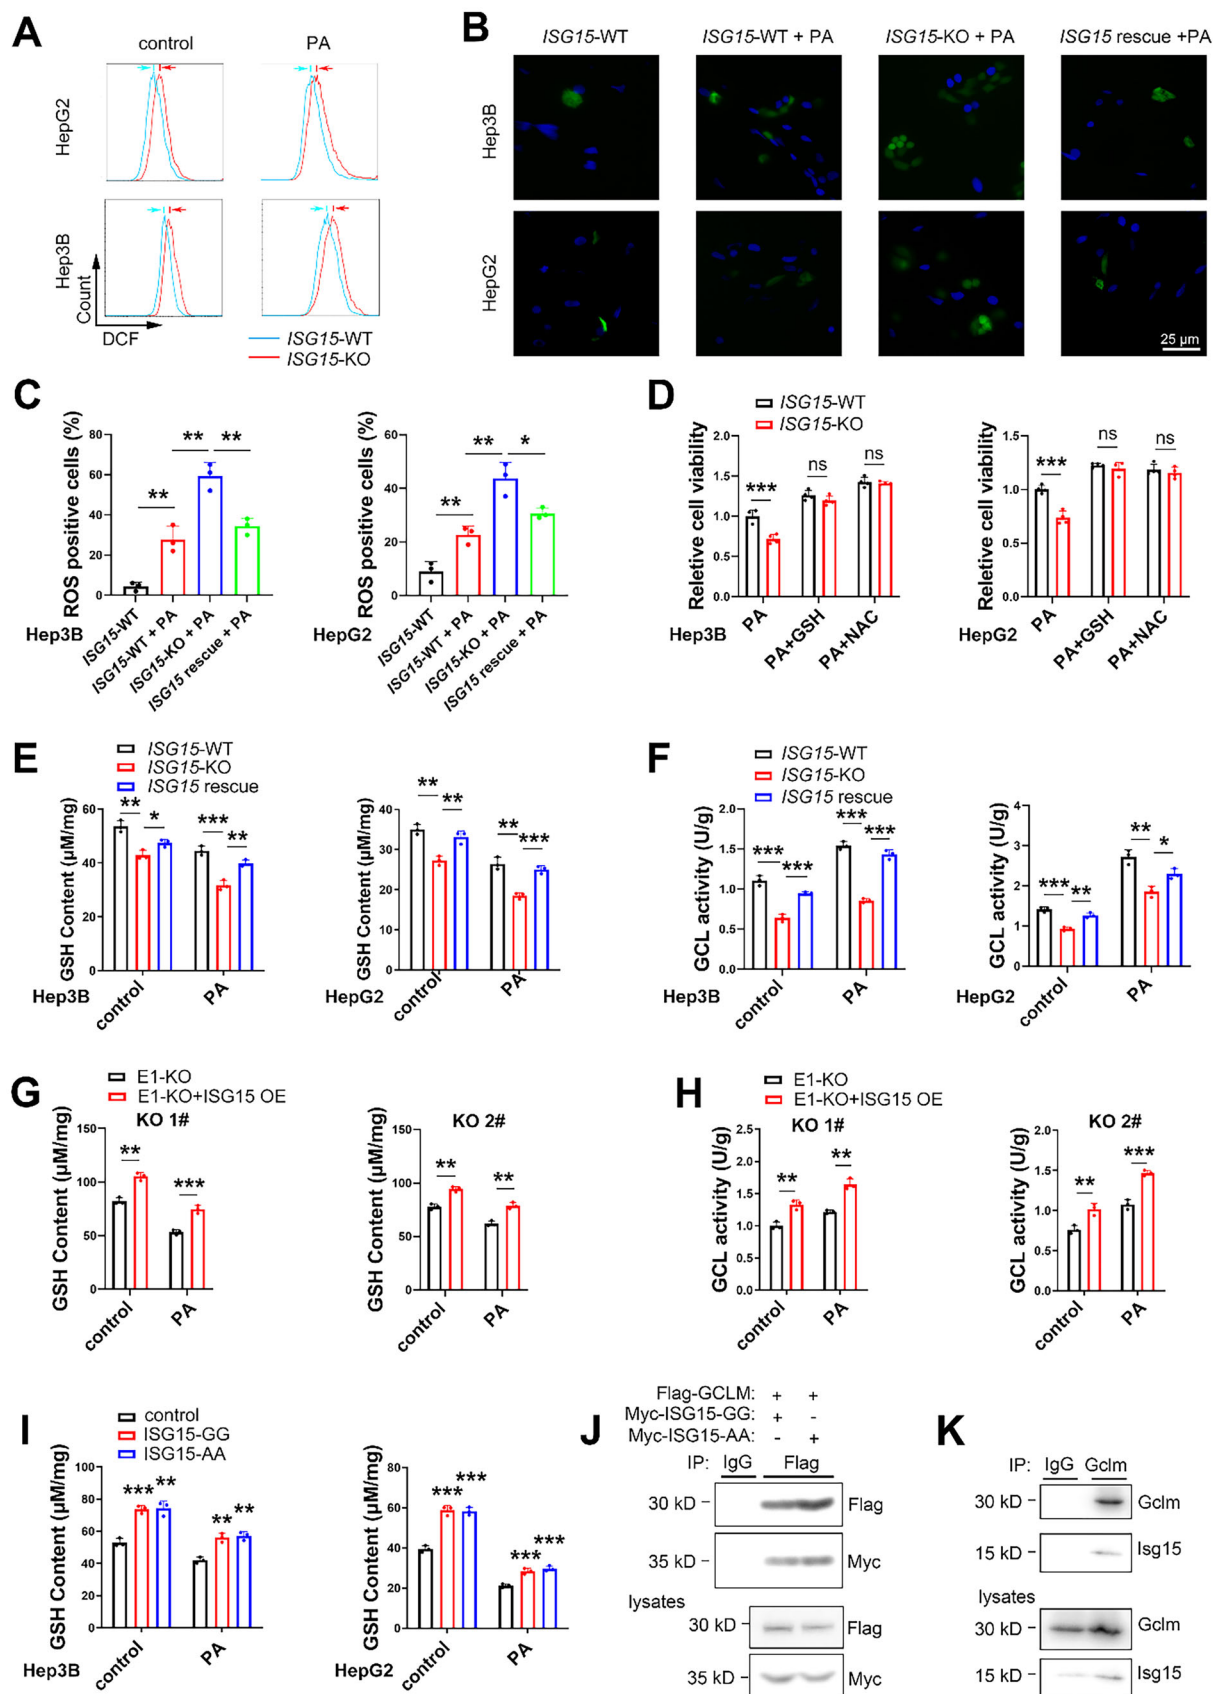 A
control
PA
HepG2
Hep3B
Count
DCF
ISG15-WT
ISG15-KO
B
ISG15-WT
ISG15-WT + PA
ISG15-KO + PA
ISG15 rescue +PA
Hep3B
HepG2
25 µm
C
ROS positive cells (%)
80
60
40
20
0
**
**
**
ISG15-WT
ISG15-WT + PA
ISG15-KO + PA
ISG15 rescue + PA
Hep3B
ROS positive cells (%)
60
40
20
0
**
**
*
ISG15-WT
ISG15-WT + PA
ISG15-KO + PA
ISG15 rescue + PA
HepG2
D
ISG15-WT
ISG15-KO
Reletive cell viability
2.0
1.5
1.0
0.5
0.0
***
ns
ns
PA
PA+GSH
PA+NAC
Hep3B
Reletive cell viability
1.5
1.0
0.5
0.0
***
ns
ns
PA
PA+GSH
PA+NAC
HepG2
E
ISG15-WT
ISG15-KO
ISG15 rescue
GSH Content (µM/mg)
60
40
20
0
**
*
***
**
control
PA
Hep3B
GSH Content (µM/mg)
40
30
20
10
0
**
**
**
***
control
PA
HepG2
F
ISG15-WT
ISG15-KO
ISG15 rescue
GCL activity (U/g)
2.0
1.5
1.0
0.5
0.0
***
***
***
***
control
PA
Hep3B
GCL activity (U/g)
4
3
2
1
0
***
**
**
*
control
PA
HepG2
G
E1-KO
E1-KO+ISG15 OE
KO 1#
GSH Content (µM/mg)
150
100
50
0
**
***
control
PA
KO 2#
GSH Content (µM/mg)
150
100
50
0
**
**
control
PA
H
E1-KO
E1-KO+ISG15 OE
KO 1#
GCL activity (U/g)
2.5
2.0
1.5
1.0
0.5
0.0
**
**
control
PA
KO 2#
GCL activity (U/g)
2.0
1.5
1.0
0.5
0.0
**
***
control
PA
I
control
ISG15-GG
ISG15-AA
GSH Content (µM/mg)
100
80
60
40
20
0
***
**
**
**
control
PA
Hep3B
GSH Content (µM/mg)
80
60
40
20
0
***
***
***
***
control
PA
HepG2
J
Flag-GCLM: + +
Myc-ISG15-GG: + -
Myc-ISG15-AA: - +
IP: IgG Flag
30 kD Flag
35 kD Myc
lysates
30 kD Flag
35 kD Myc
K
IP: IgG Gclm
30 kD Gclm
15 kD Isg15
lysates
30 kD Gclm
15 kD Isg15